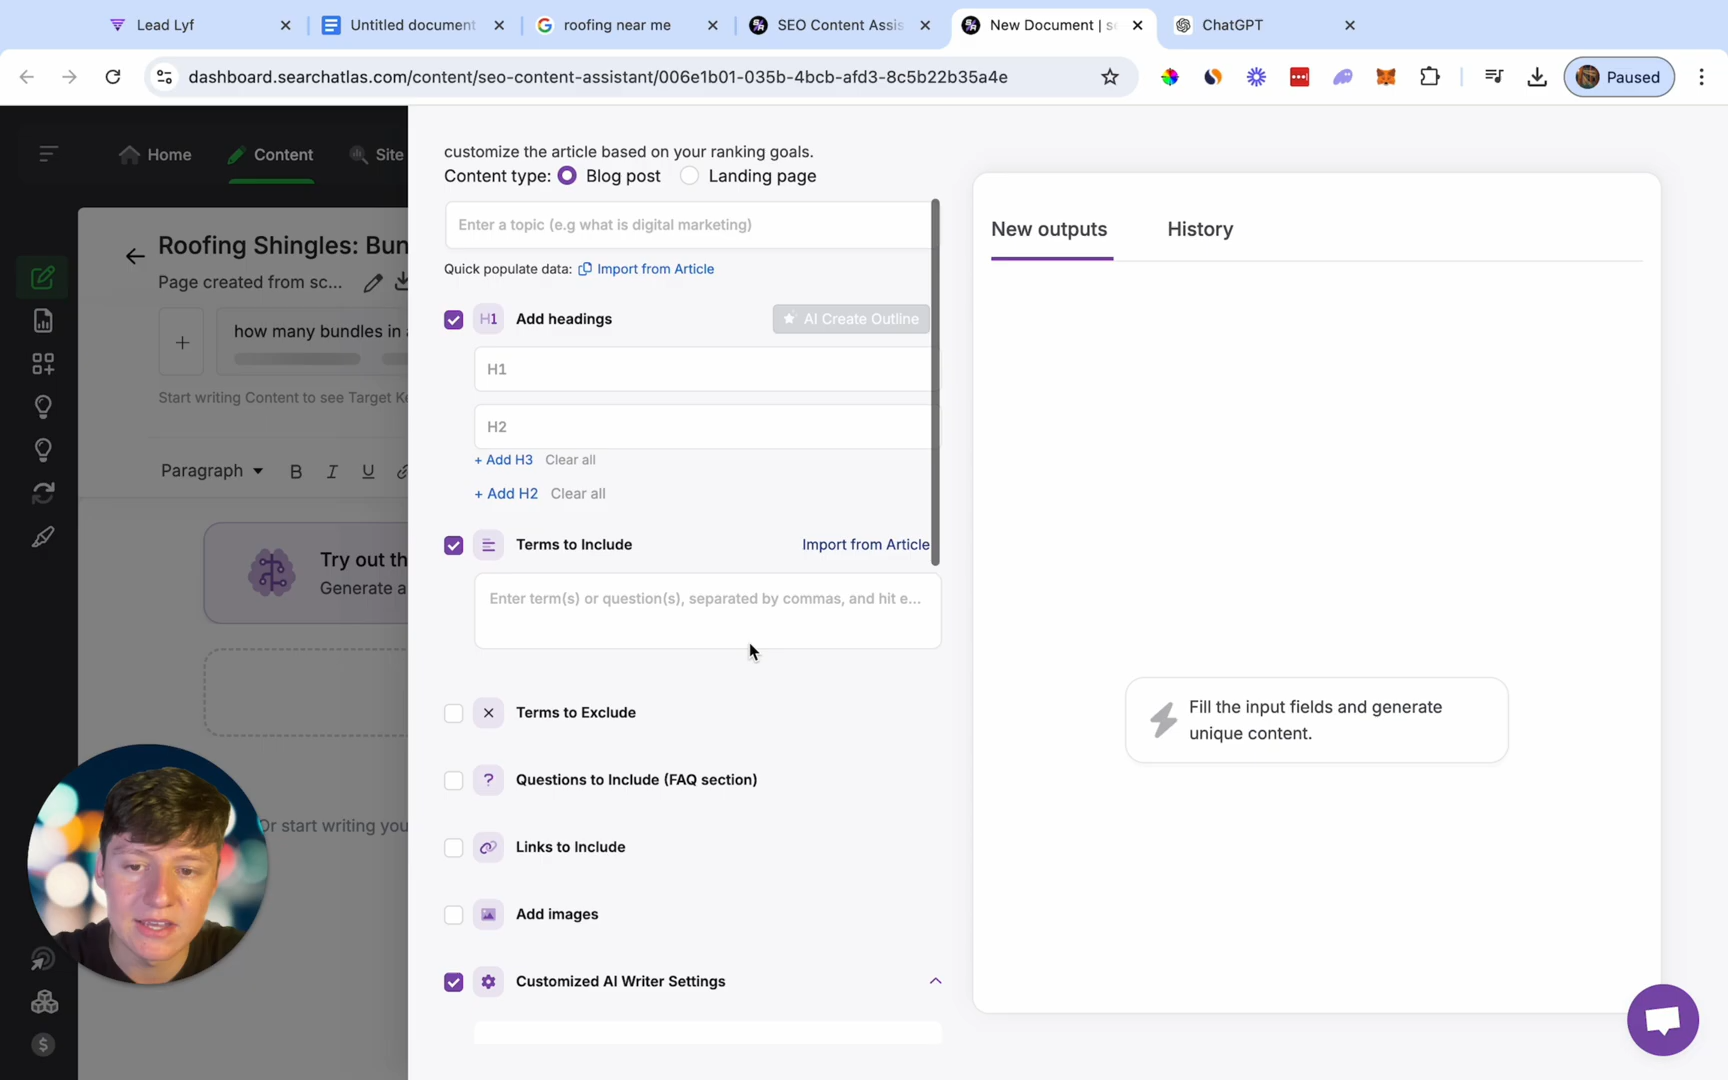 Lead Lyf
Untitled document
roofing near me
SEO Content Assis
New Document | se
ChatGPT
dashboard.searchatlas.com/content/seo-content-assistant/006e1b01-035b-4bcb-afd3-8c5b22b35a4e
Paused
Home
Content
Site
customize the article based on your ranking goals.
Content type:
Blog post
Landing page
Roofing Shingles: Bun
Page created from sc...
how many bundles in a
Start writing Content to see Target Ke
Paragraph
B
I
U
Try out th
Generate a
Or start writing you
Enter a topic (e.g what is digital marketing)
Quick populate data:
Import from Article
H1
Add headings
AI Create Outline
H1
H2
+ Add H3
Clear all
+ Add H2
Clear all
Terms to Include
Import from Article
Enter term(s) or question(s), separated by commas, and hit e...
Terms to Exclude
?
Questions to Include (FAQ section)
Links to Include
Add images
Customized AI Writer Settings
New outputs
History
Fill the input fields and generate
unique content.
$